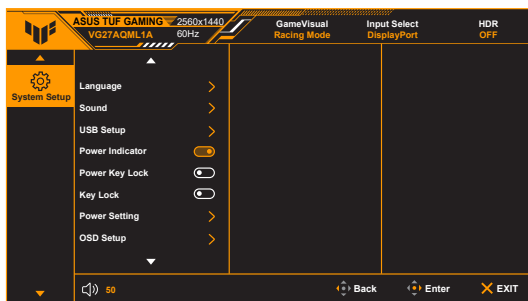 ASUS TUF GAMING 2560x1440
VG27AQML1A 60Hz
GameVisual
Racing Mode
Input Select
DisplayPort
HDR
OFF
System Setup
Language
Sound
USB Setup
Power Indicator
Power Key Lock
Key Lock
Power Setting
OSD Setup
50
Back
Enter
EXIT